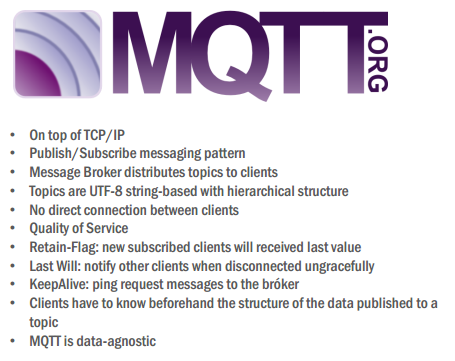 MQTT.ORG
• On top of TCP/IP
• Publish/Subscribe messaging pattern
• Message Broker distributes topics to clients
• Topics are UTF-8 string-based with hierarchical structure
• No direct connection between clients
• Quality of Service
• Retain-Flag: new subscribed clients will received last value
• Last Will: notify other clients when disconnected ungracefully
• KeepAlive: ping request messages to the bróker
• Clients have to know beforehand the structure of the data published to a
topic
• MQTT is data-agnostic